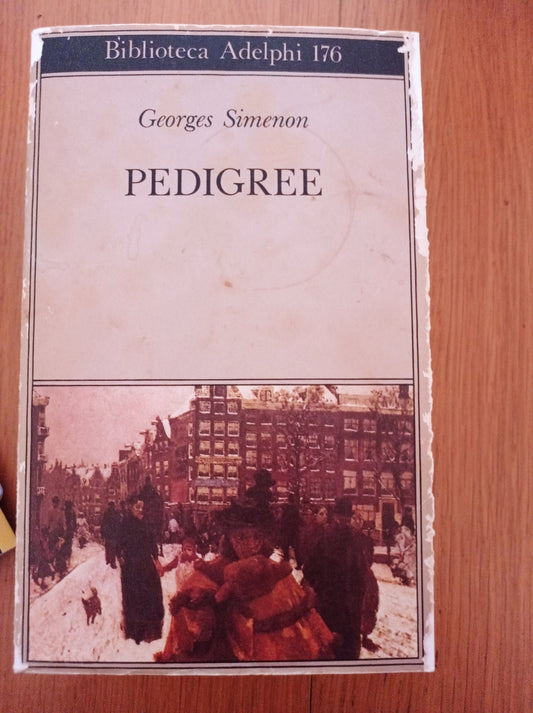 Biblioteca Adelphi 176
Georges Simenon
PEDIGREE